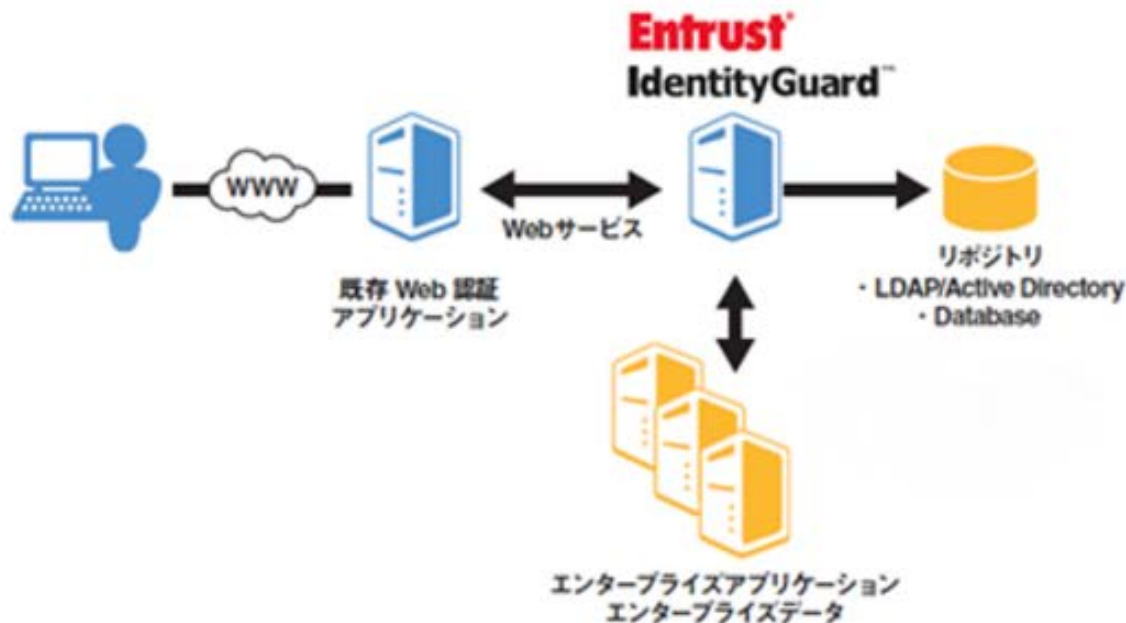 Entrust®
IdentityGuard™
WWW
Webサービス
既存 Web 認証
アプリケーション
リポジトリ
・LDAP/Active Directory
・Database
エンタープライズアプリケーション
エンタープライズデータ